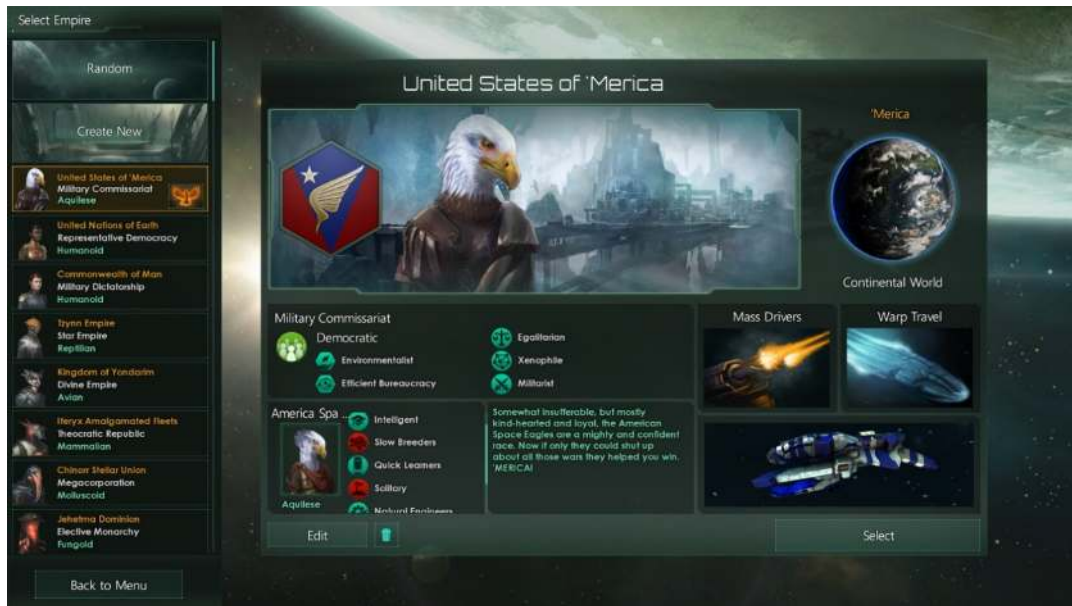 Select Empire
Random
Create New
United States of 'Merica
Military Commissariat
Aquilese
United Nations of Earth
Representative Democracy
Humanoid
Commonwealth of Man
Military Dictatorship
Humanoid
Tzynn Empire
Star Empire
Reptilian
Kingdom of Yondarim
Divine Empire
Avian
Iferyx Amalgamated Fleets
Theocratic Republic
Mammalian
Chinorr Stellar Union
Megacorporation
Molluscoid
Jehetma Dominion
Elective Monarchy
Fungoid
Back to Menu
United States of 'Merica
'Merica
Continental World
Military Commissariat
Democratic
Environmentalist
Efficient Bureaucracy
Egalitarian
Xenophile
Militarist
Mass Drivers
Warp Travel
America Spa...
Aquilese
Intelligent
Slow Breeders
Quick Learners
Solitary
Natural Engineers
Somewhat insufferable, but mostly
kind-hearted and loyal, the American
Space Eagles are a mighty and confident
race. Now if only they could shut up
about all those wars they helped you win.
'MERICA!
Edit
Select